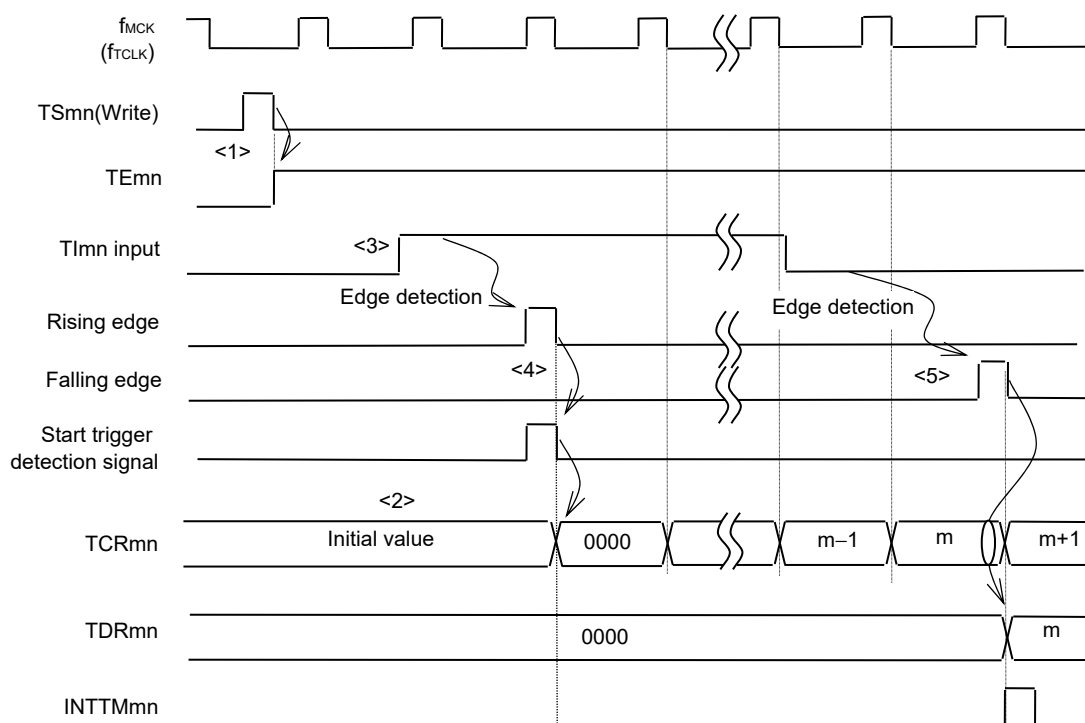 fMCK
(fTCLK)
TSmn(Write)
<1>
TEmn
TImn input
<3>
Edge detection
Edge detection
Rising edge
<4>
<5>
Falling edge
Start trigger
detection signal
<2>
TCRmn
Initial value
0000
m−1
m
m+1
TDRmn
0000
m
INTTMmn